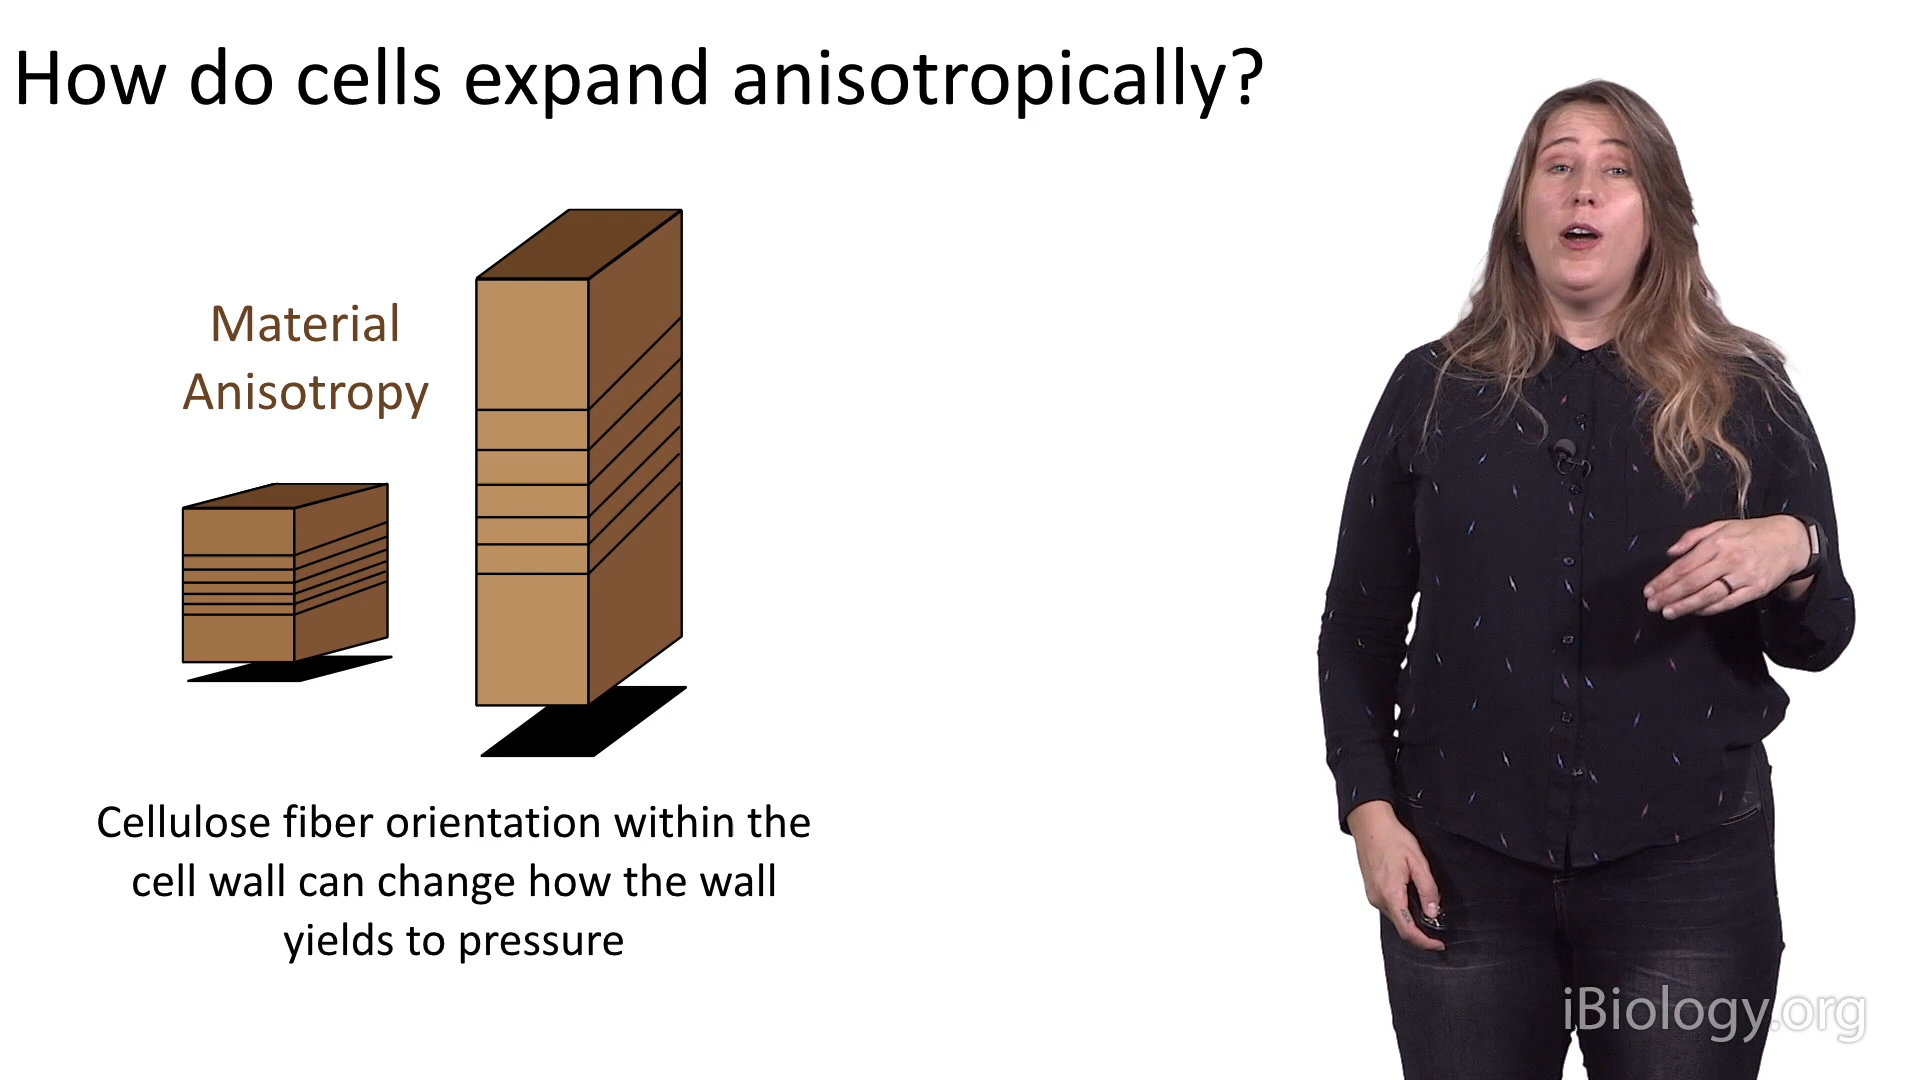 How do cells expand anisotropically?
Material
Anisotropy
Cellulose fiber orientation within the
cell wall can change how the wall
yields to pressure
iBiology.org